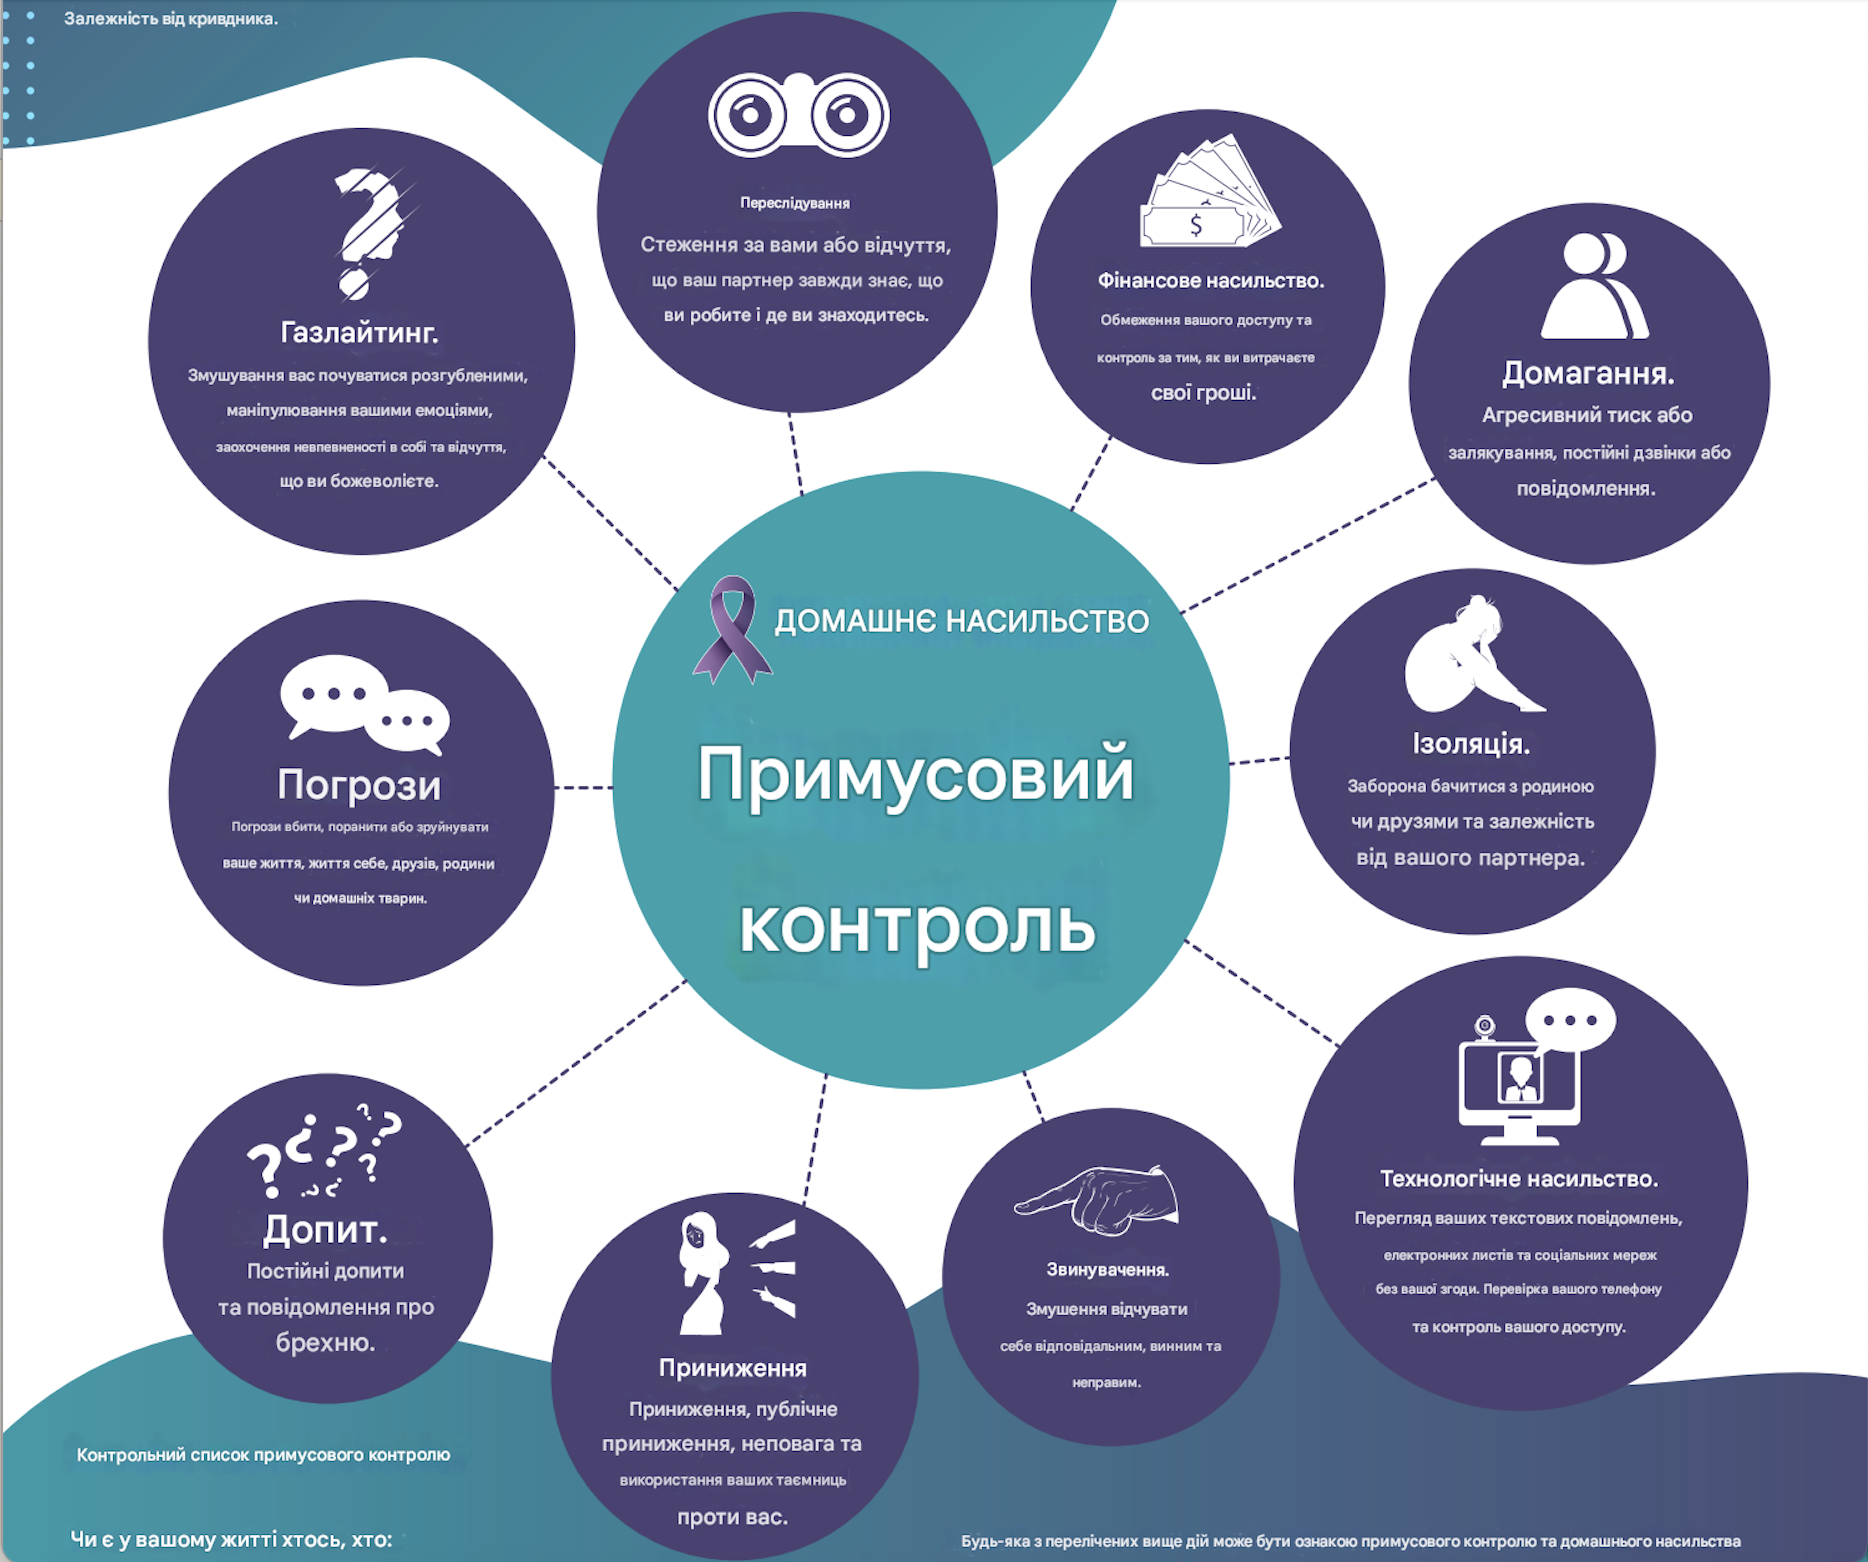 Залежність від кривдника.
Переслідування
Стеження за вами або відчуття,
що ваш партнер завжди знає, що
ви робите і де ви знаходитесь.
Фінансове насильство.
Обмеження вашого доступу та
контроль за тим, як ви витрачаєте
свої гроші.
Домагання.
Агресивний тиск або
залякування, постійні дзвінки або
повідомлення.
Газлайтинг.
Змушування вас почуватися розгубленими,
маніпулювання вашими емоціями,
заохочення невпевненості в собі та відчуття,
що ви божеволієте.
ДОМАШНЄ НАСИЛЬСТВО
Примусовий
контроль
Ізоляція.
Заборона бачитися з родиною
чи друзями та залежність
від вашого партнера.
Погрози
Погрози вбити, поранити або зруйнувати
ваше життя, життя себе, друзів, родини
чи домашніх тварин.
Технологічне насильство.
Перегляд ваших текстових повідомлень,
електронних листів та соціальних мереж
без вашої згоди. Перевірка вашого телефону
та контроль вашого доступу.
Допит.
Постійні допити
та повідомлення про
брехню.
Звинувачення.
Змушення відчувати
себе відповідальним, винним та
неправим.
Приниження
Приниження, публічне
приниження, неповага та
використання ваших таємниць
проти вас.
Контрольний список примусового контролю
Чи є у вашому житті хтось, хто:
Будь-яка з перелічених вище дій може бути ознакою примусового контролю та домашнього насильства